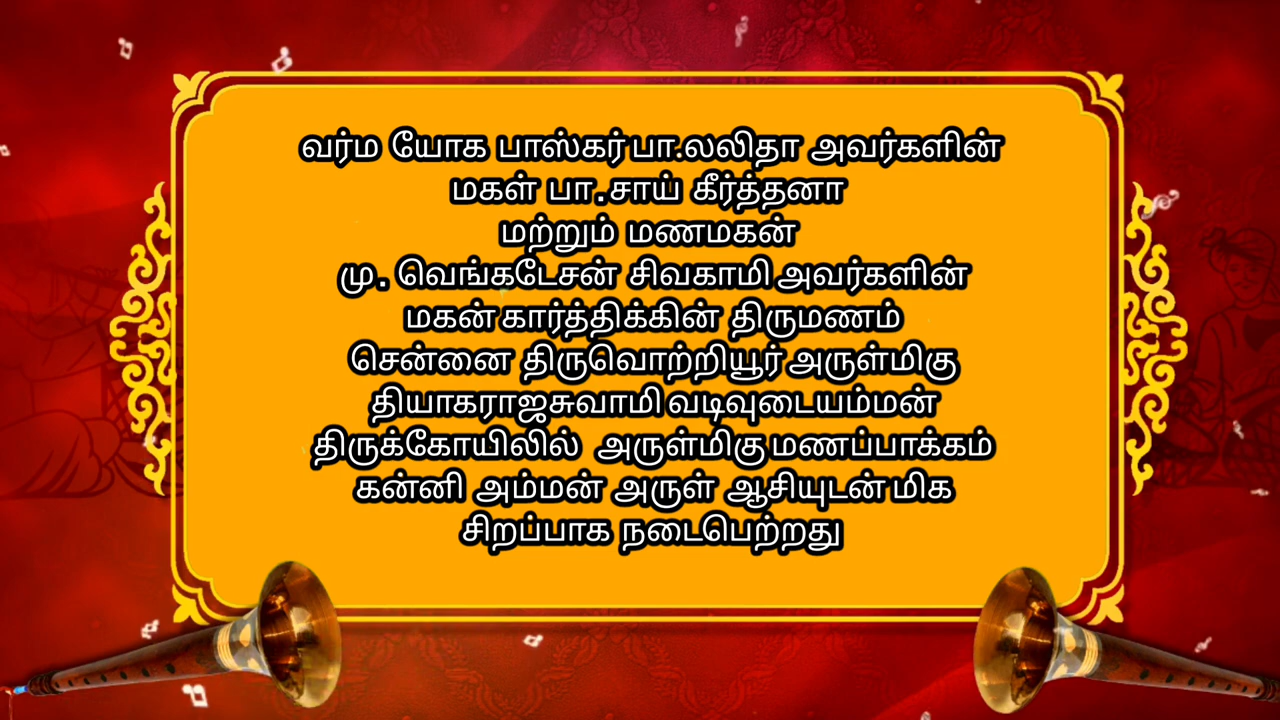 வர்ம யோக பாஸ்கர் பா.லலிதா அவர்களின்
மகள் பா.சாய் கீர்த்தனா
மற்றும் மணமகன்
மு. வெங்கடேசன் சிவகாமி அவர்களின்
மகன் கார்த்திக்கின் திருமணம்
சென்னை திருவொற்றியூர் அருள்மிகு
தியாகராஜசுவாமி வடிவுடையம்மன்
திருக்கோயிலில் அருள்மிகு மணப்பாக்கம்
கன்னி அம்மன் அருள் ஆசியுடன் மிக
சிறப்பாக நடைபெற்றது